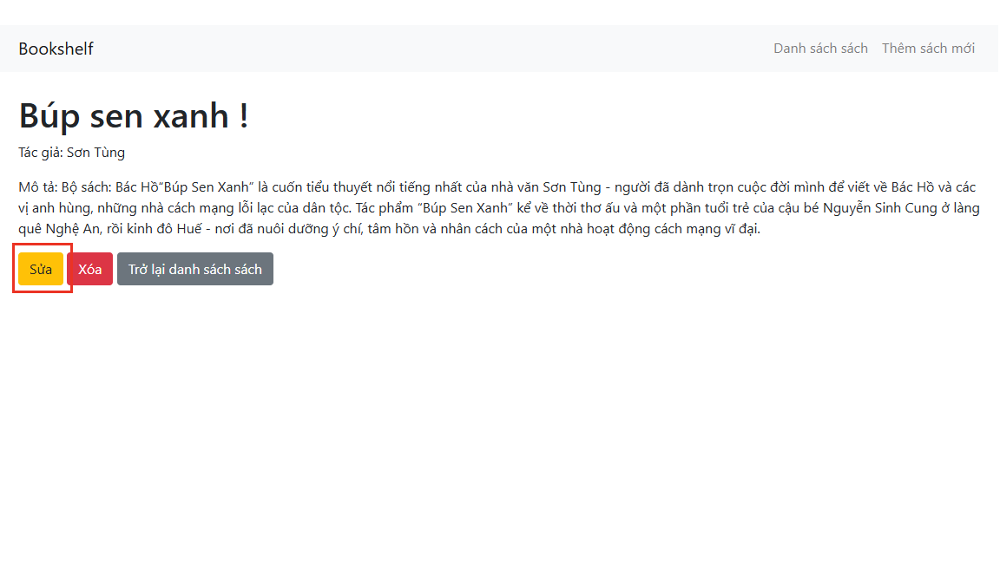 Bookshelf
Danh sách sách
Thêm sách mới
Búp sen xanh !
Tác giả: Sơn Tùng
Mô tả: Bộ sách: Bác Hồ“Búp Sen Xanh” là cuốn tiểu thuyết nổi tiếng nhất của nhà văn Sơn Tùng - người đã dành trọn cuộc đời mình để viết về Bác Hồ và các
vị anh hùng, những nhà cách mạng lỗi lạc của dân tộc. Tác phẩm “Búp Sen Xanh” kể về thời thơ ấu và một phần tuổi trẻ của cậu bé Nguyễn Sinh Cung ở làng
quê Nghệ An, rồi kinh đô Huế - nơi đã nuôi dưỡng ý chí, tâm hồn và nhân cách của một nhà hoạt động cách mạng vĩ đại.
Sửa
Xóa
Trở lại danh sách sách